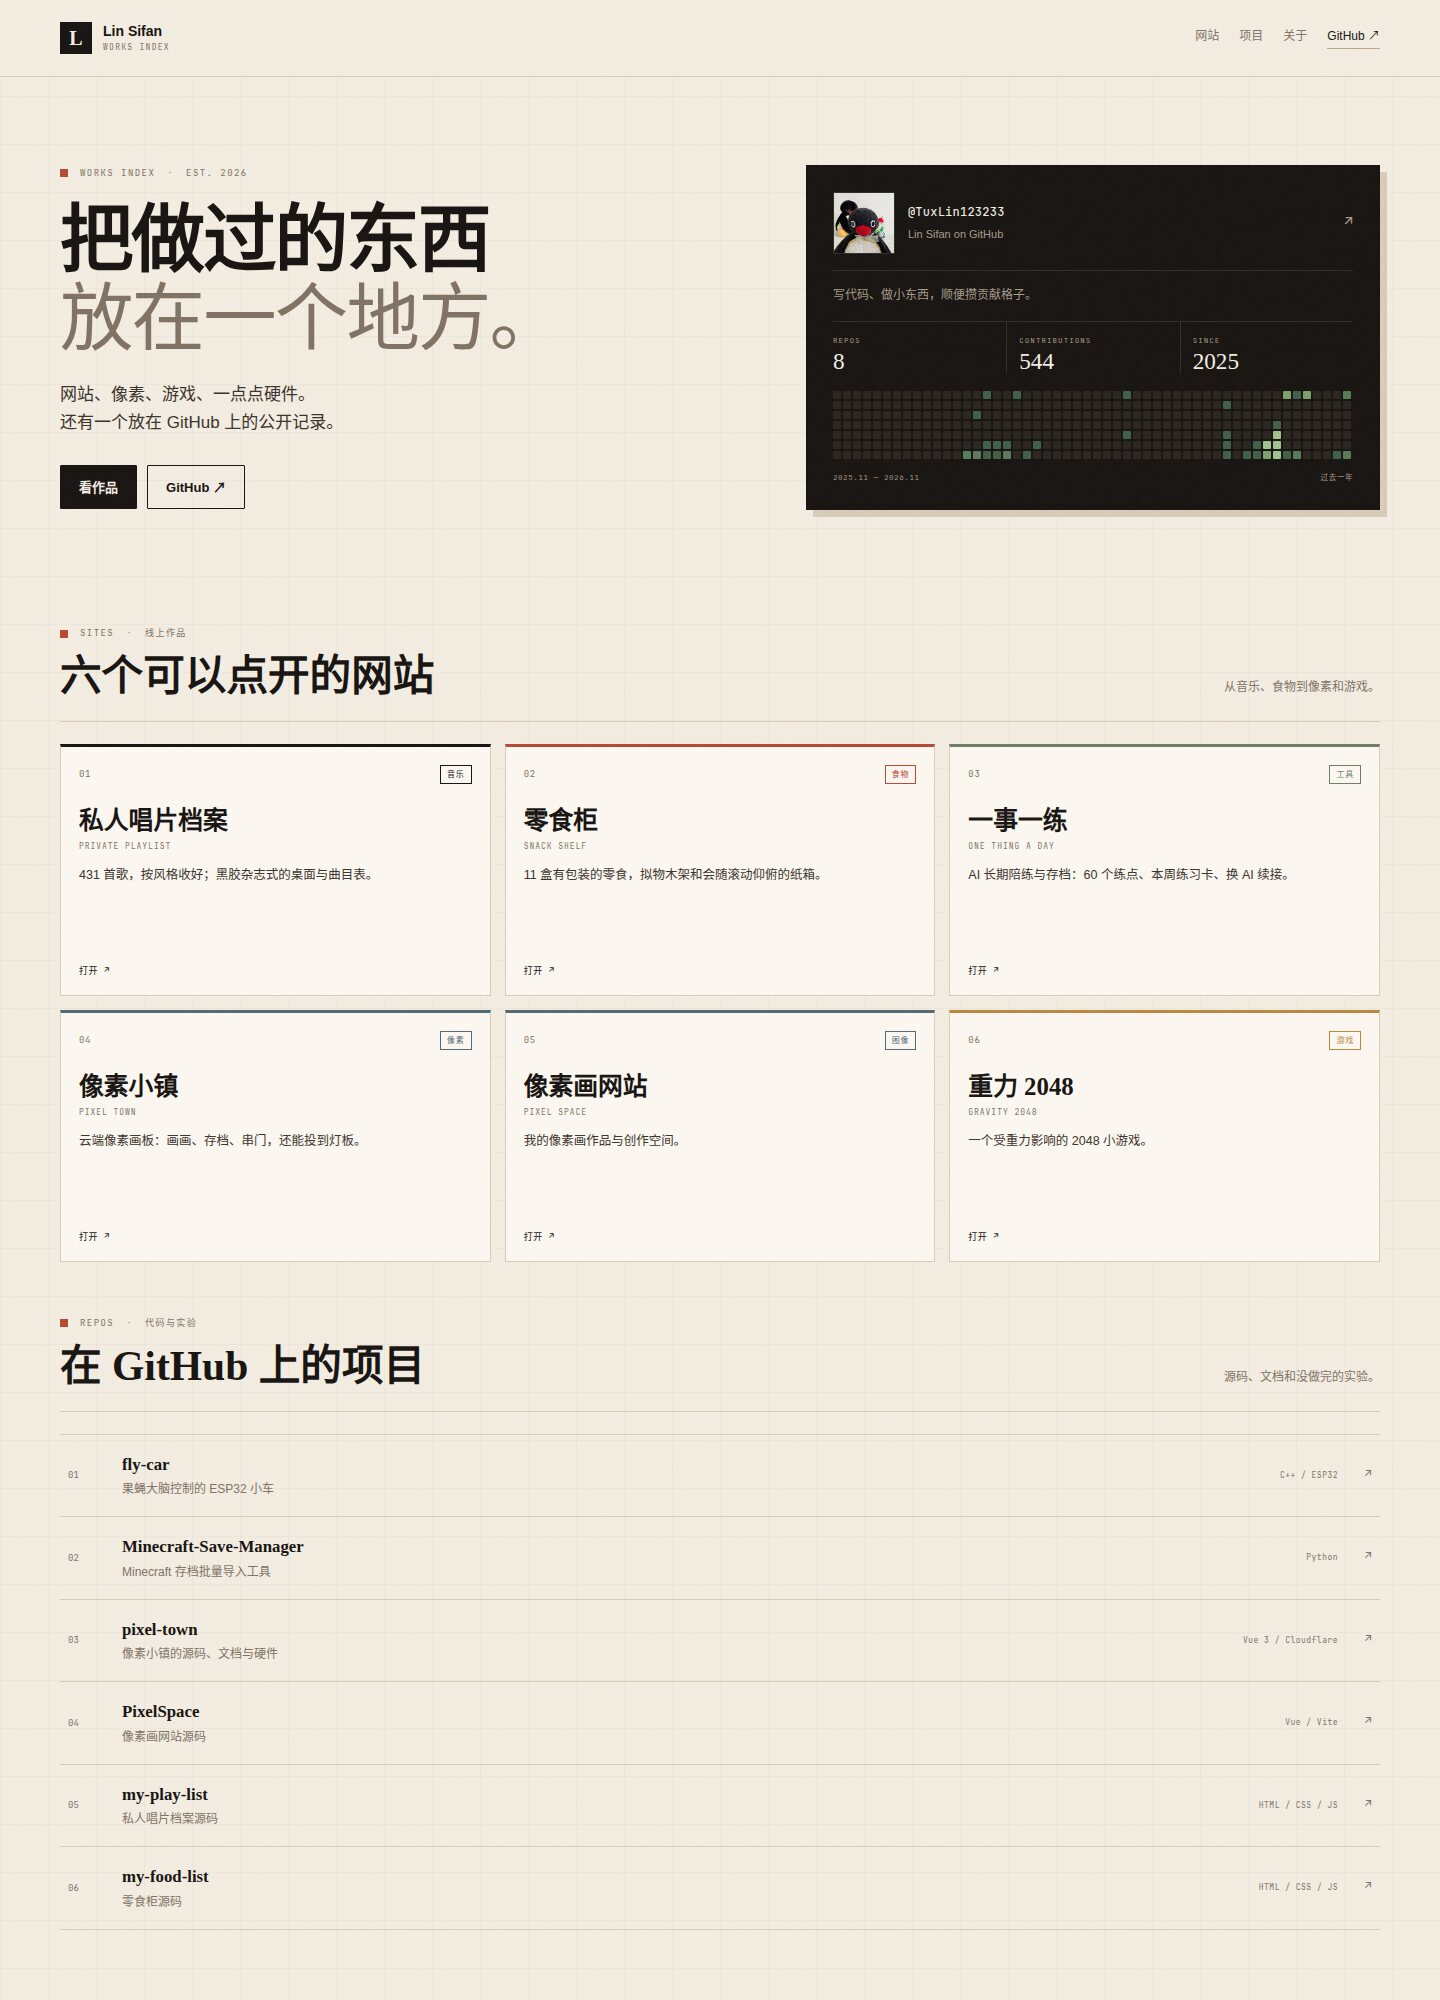 L
Lin Sifan
WORKS INDEX
网站 项目 关于 GitHub ↗
WORKS INDEX · EST. 2026
把做过的东西
放在一个地方。
网站、像素、游戏、一点点硬件。
还有一个放在 GitHub 上的公开记录。
看作品 GitHub ↗
@TuxLin123233
Lin Sifan on GitHub
↗
写代码、做小东西，顺便攒贡献格子。
REPOS CONTRIBUTIONS SINCE
8 544 2025
2025.11 — 2026.11 过去一年
SITES · 线上作品
六个可以点开的网站
从音乐、食物到像素和游戏。
01 音乐
私人唱片档案
PRIVATE PLAYLIST
431 首歌，按风格收好；黑胶杂志式的桌面与曲目表。
打开 ↗
02 食物
零食柜
SNACK SHELF
11 盒有包装的零食，拟物木架和会随滚动仰俯的纸箱。
打开 ↗
03 工具
一事一练
ONE THING A DAY
AI 长期陪练与存档：60 个练点、本周练习卡、换 AI 续接。
打开 ↗
04 像素
像素小镇
PIXEL TOWN
云端像素画板：画画、存档、串门，还能投到灯板。
打开 ↗
05 图像
像素画网站
PIXEL SPACE
我的像素画作品与创作空间。
打开 ↗
06 游戏
重力 2048
GRAVITY 2048
一个受重力影响的 2048 小游戏。
打开 ↗
REPOS · 代码与实验
在 GitHub 上的项目
源码、文档和没做完的实验。
01 fly-car C++ / ESP32 ↗
果蝇大脑控制的 ESP32 小车
02 Minecraft-Save-Manager Python ↗
Minecraft 存档批量导入工具
03 pixel-town Vue 3 / Cloudflare ↗
像素小镇的源码、文档与硬件
04 PixelSpace Vue / Vite ↗
像素画网站源码
05 my-play-list HTML / CSS / JS ↗
私人唱片档案源码
06 my-food-list HTML / CSS / JS ↗
零食柜源码